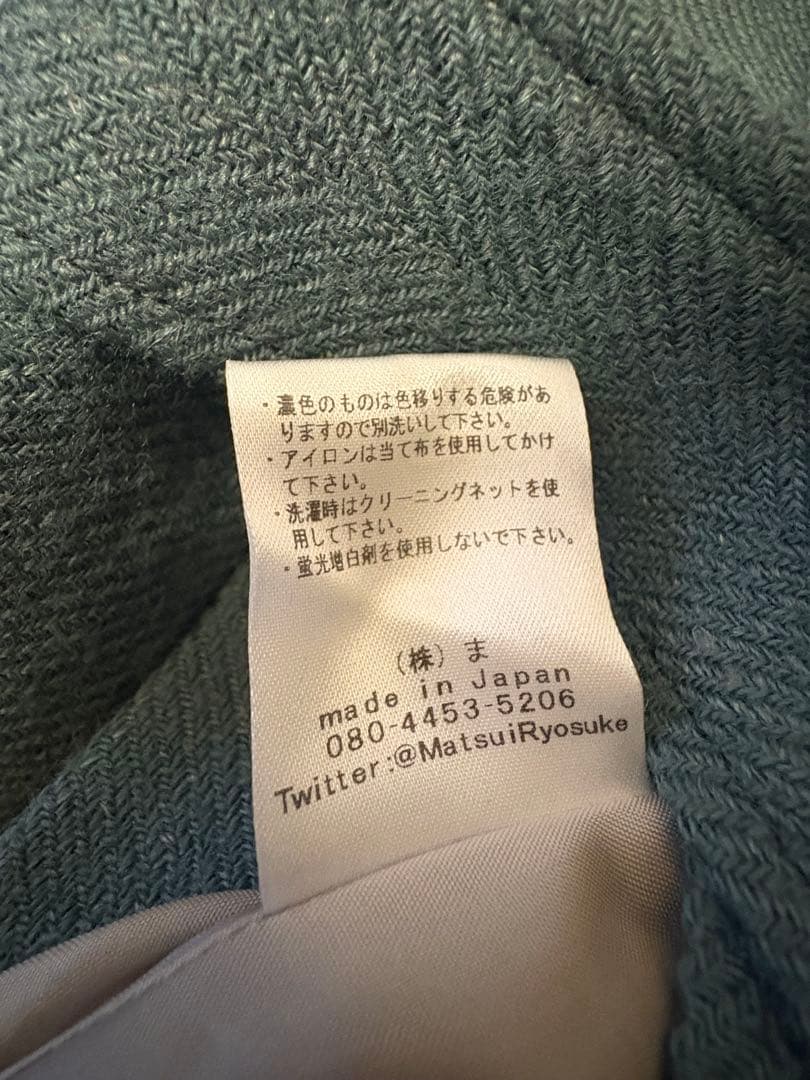 ・濃色のものは色移りする危険があ
りますので別洗いして下さい。
・アイロンは当て布を使用してかけ
て下さい。
・洗濯時はクリーニングネットを使
用して下さい。
・蛍光増白剤を使用しないで下さい。
（株）ま
made in Japan
080-4453-5206
Twitter:@MatsuiRyosuke